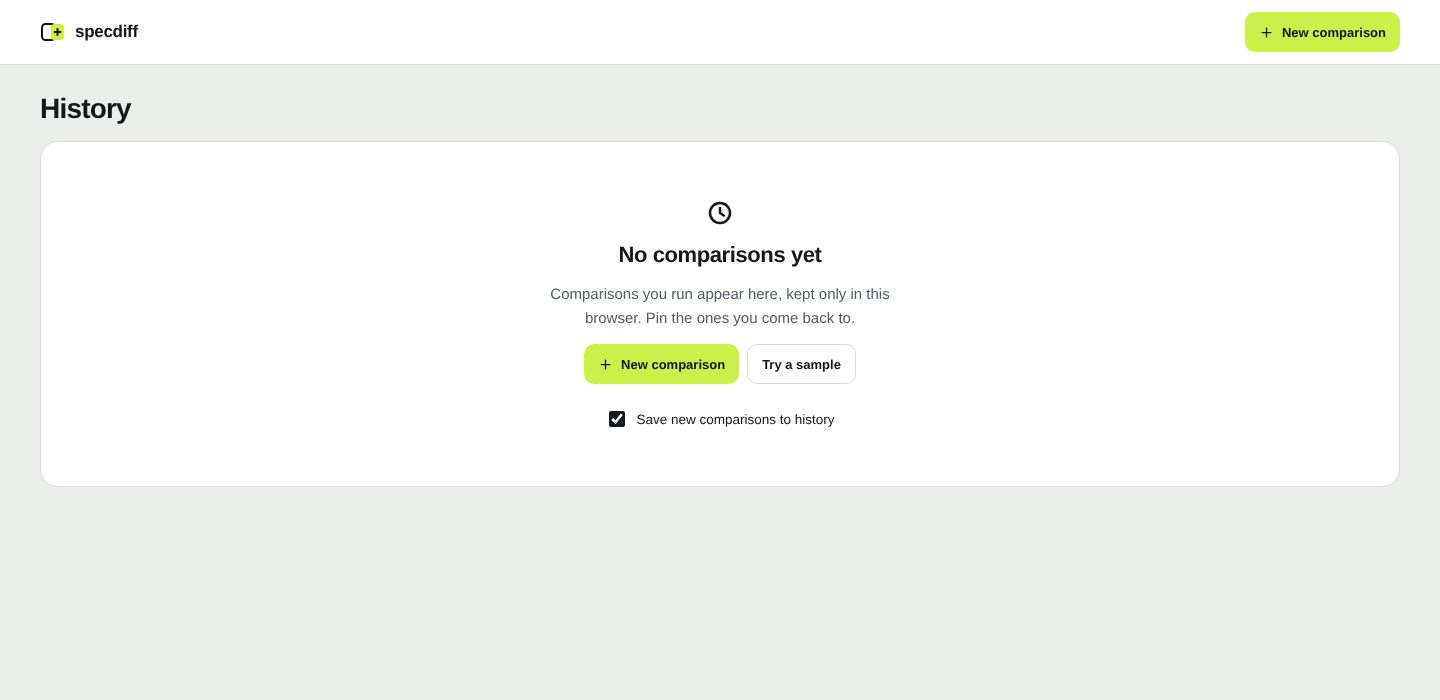 specdiff
New comparison
History
No comparisons yet
Comparisons you run appear here, kept only in this
browser. Pin the ones you come back to.
New comparison
Try a sample
Save new comparisons to history